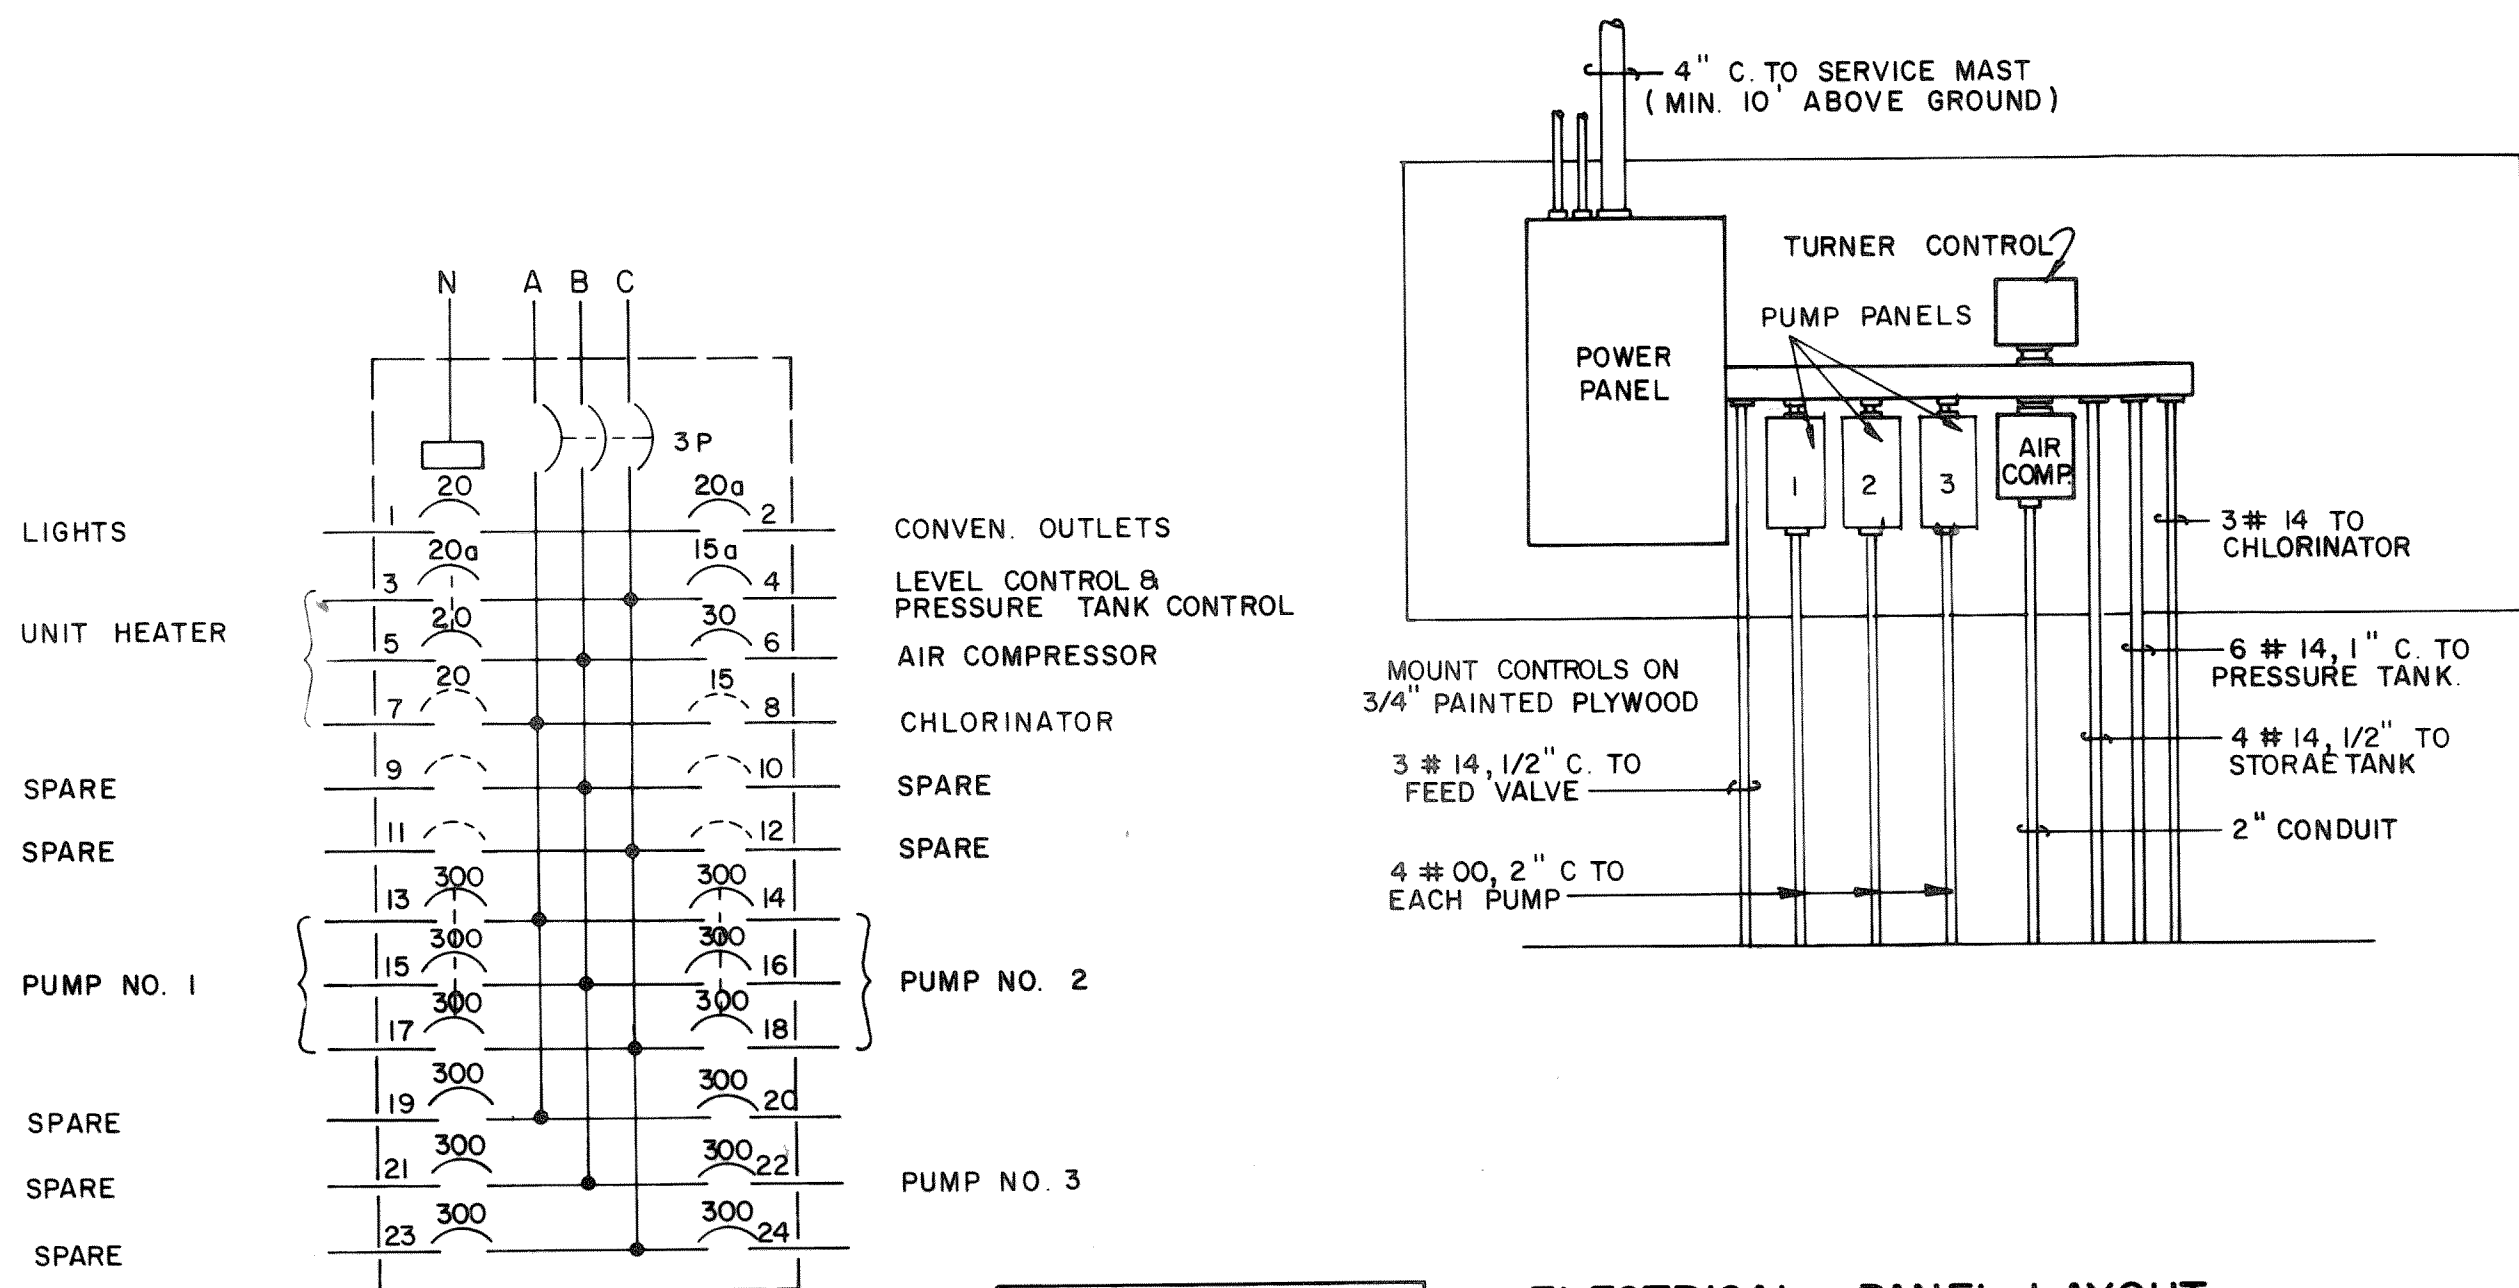 N A B C
3P
20 20a
LIGHTS 1 2 CONVEN. OUTLETS
20a 15a
3 4 LEVEL CONTROL &
PRESSURE TANK CONTROL
UNIT HEATER
20 30
5 6 AIR COMPRESSOR
20 15
7 8 CHLORINATOR
SPARE 9 10 SPARE
SPARE 11 12 SPARE
300 300
13 14
300 300
PUMP NO. 1 15 16 PUMP NO. 2
300 300
17 18
300 300
SPARE 19 20
300 300
SPARE 21 22 PUMP NO. 3
300 300
SPARE 23 24
4" C. TO SERVICE MAST
(MIN. 10' ABOVE GROUND)
TURNER CONTROL
PUMP PANELS
POWER
PANEL
1 2 3
AIR
COMP.
3# 14 TO
CHLORINATOR
6 # 14, 1" C. TO
PRESSURE TANK.
4 # 14, 1/2" TO
STORAE TANK
2" CONDUIT
MOUNT CONTROLS ON
3/4" PAINTED PLYWOOD
3 # 14, 1/2" C. TO
FEED VALVE
4 # 00, 2" C TO
EACH PUMP
ELECTRICAL PANEL LAYOUT